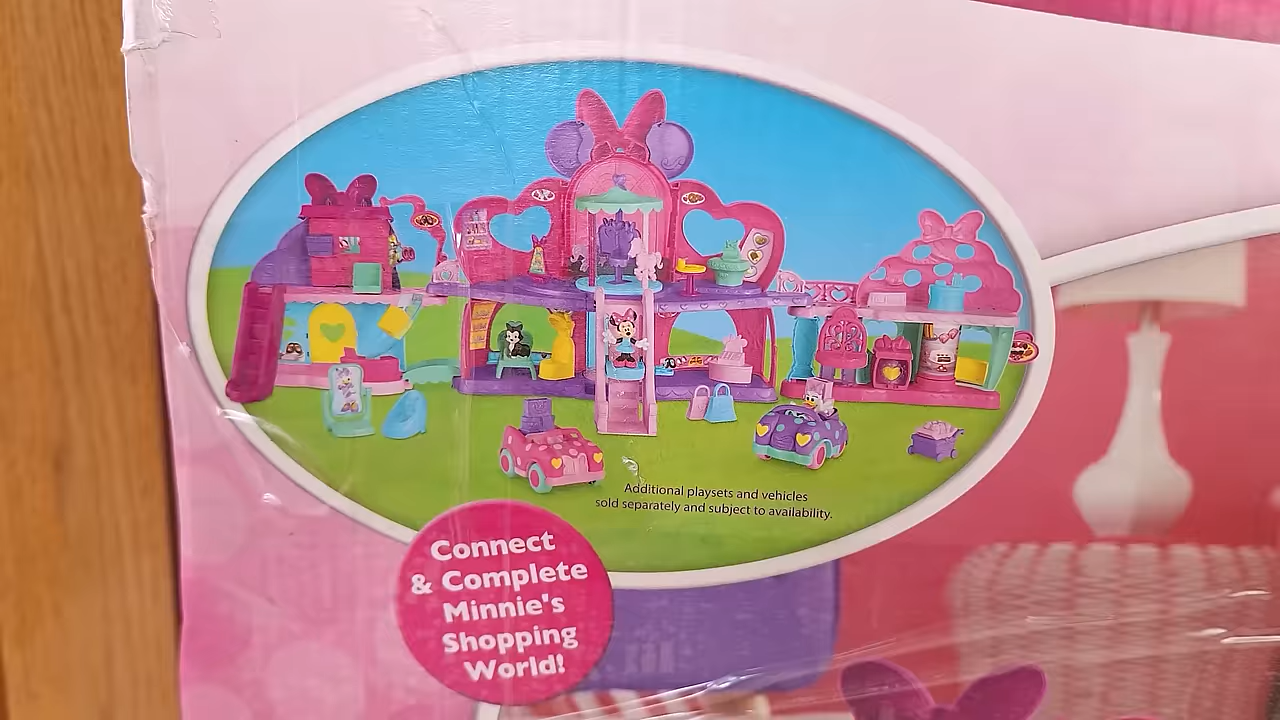 Additional playsets and vehicles
sold separately and subject to availability.
Connect
& Complete
Minnie's
Shopping
World!